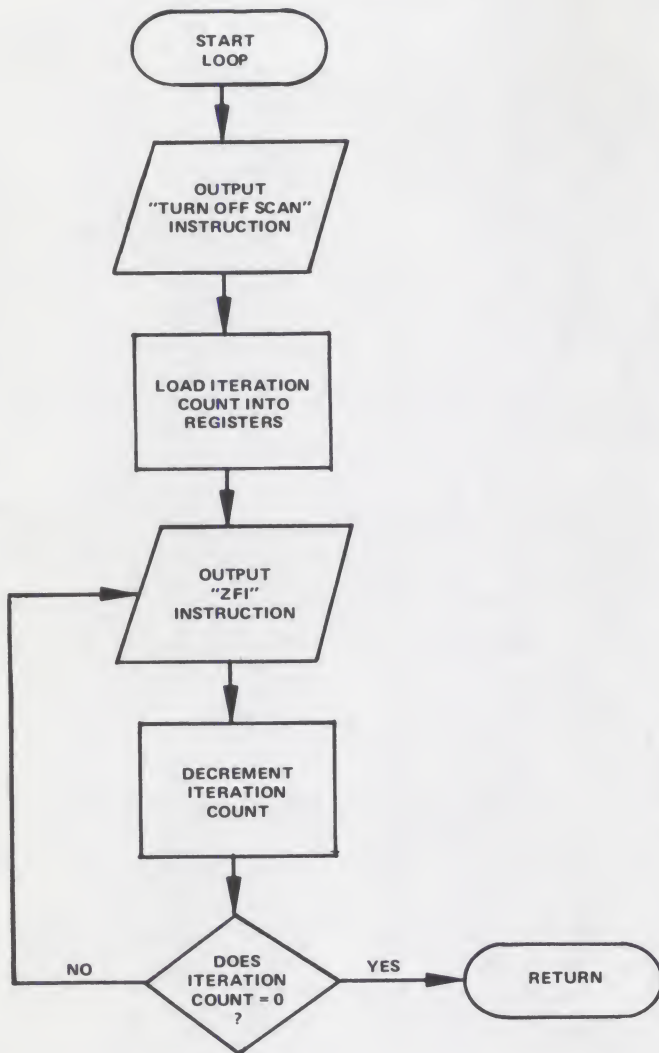 START
LOOP
OUTPUT
"TURN OFF SCAN"
INSTRUCTION
LOAD ITERATION
COUNT INTO
REGISTERS
OUTPUT
"ZFI"
INSTRUCTION
DECREMENT
ITERATION
COUNT
DOES
ITERATION
COUNT = 0
?
NO
YES
RETURN